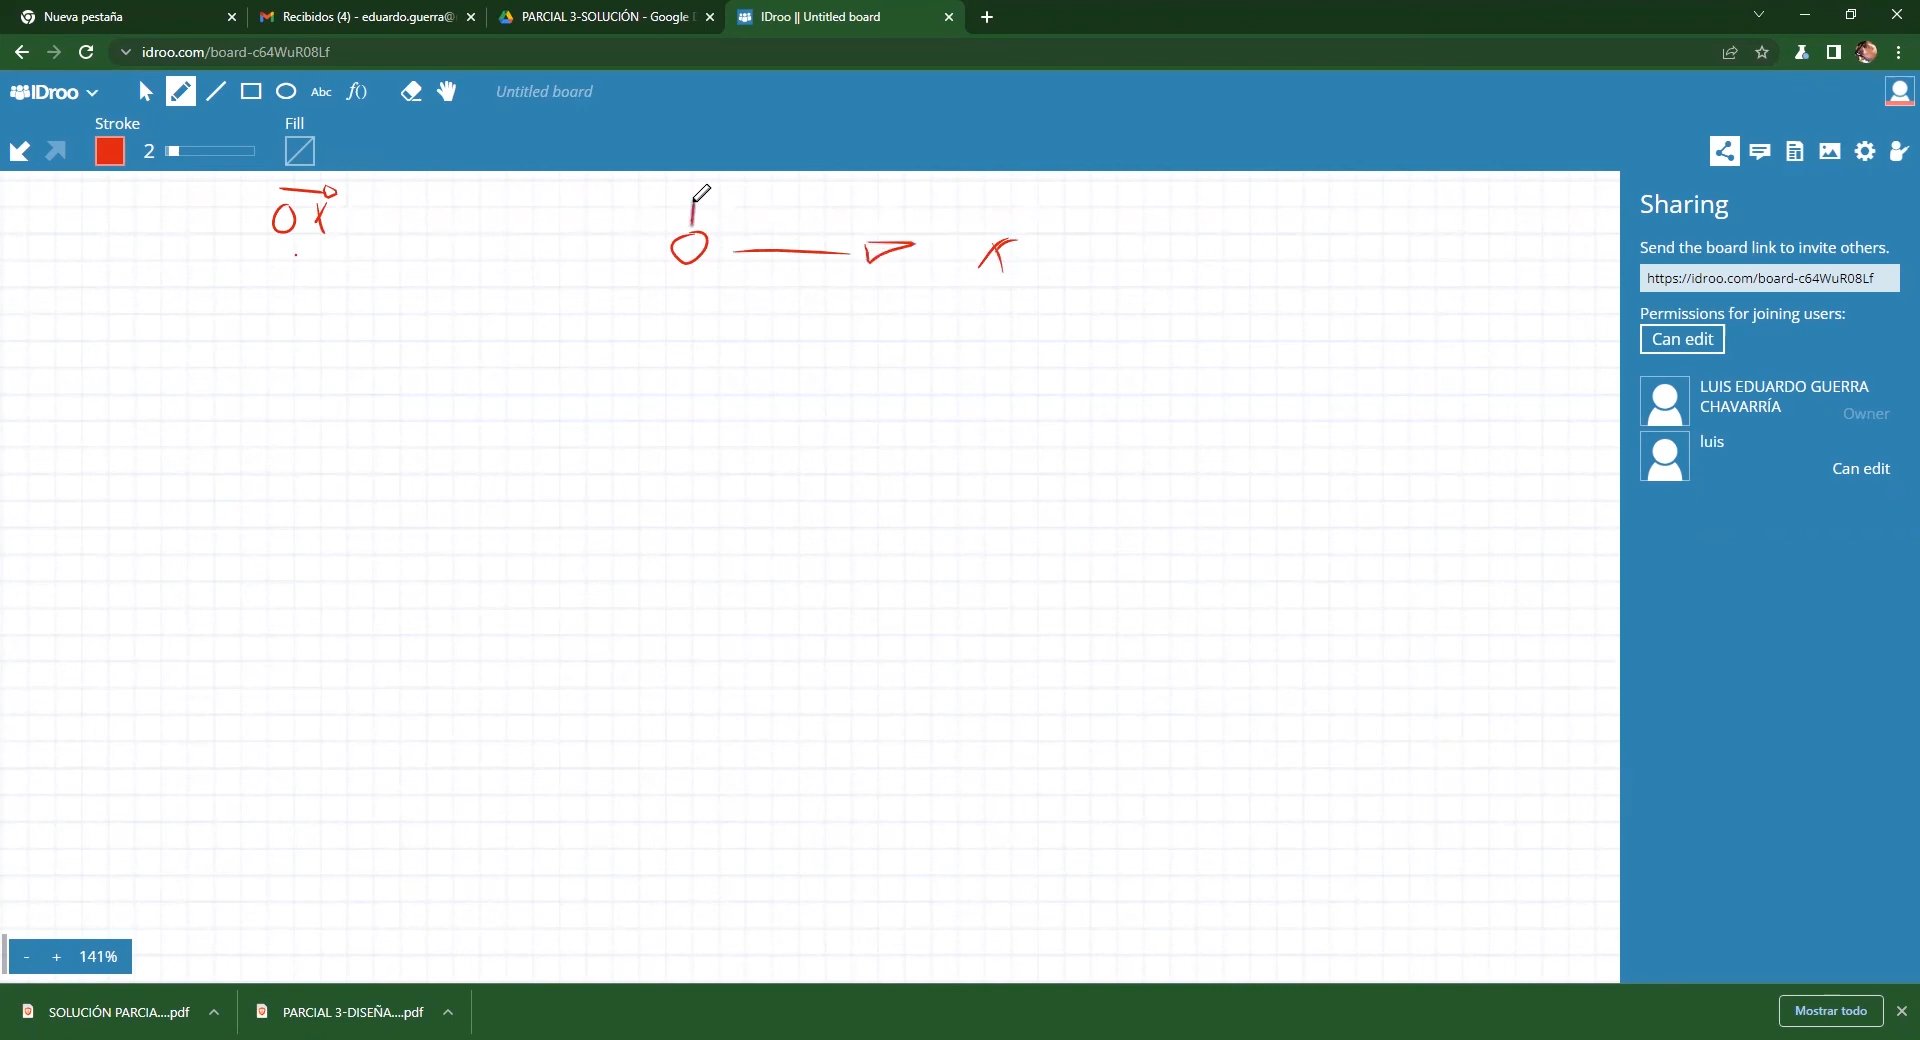 Nueva pestaña
Recibidos (4) - eduardo.guerra@
PARCIAL 3-SOLUCIÓN - Google D
IDroo || Untitled board
idroo.com/board-c64WuR08Lf
IDroo
Abc
f()
Untitled board
Stroke
Fill
2
O X
O
x
Sharing
Send the board link to invite others.
https://idroo.com/board-c64WuR08Lf
Permissions for joining users:
Can edit
LUIS EDUARDO GUERRA
CHAVARRÍA
Owner
luis
Can edit
- + 141%
SOLUCIÓN PARCIA....pdf
PARCIAL 3-DISEÑA....pdf
Mostrar todo